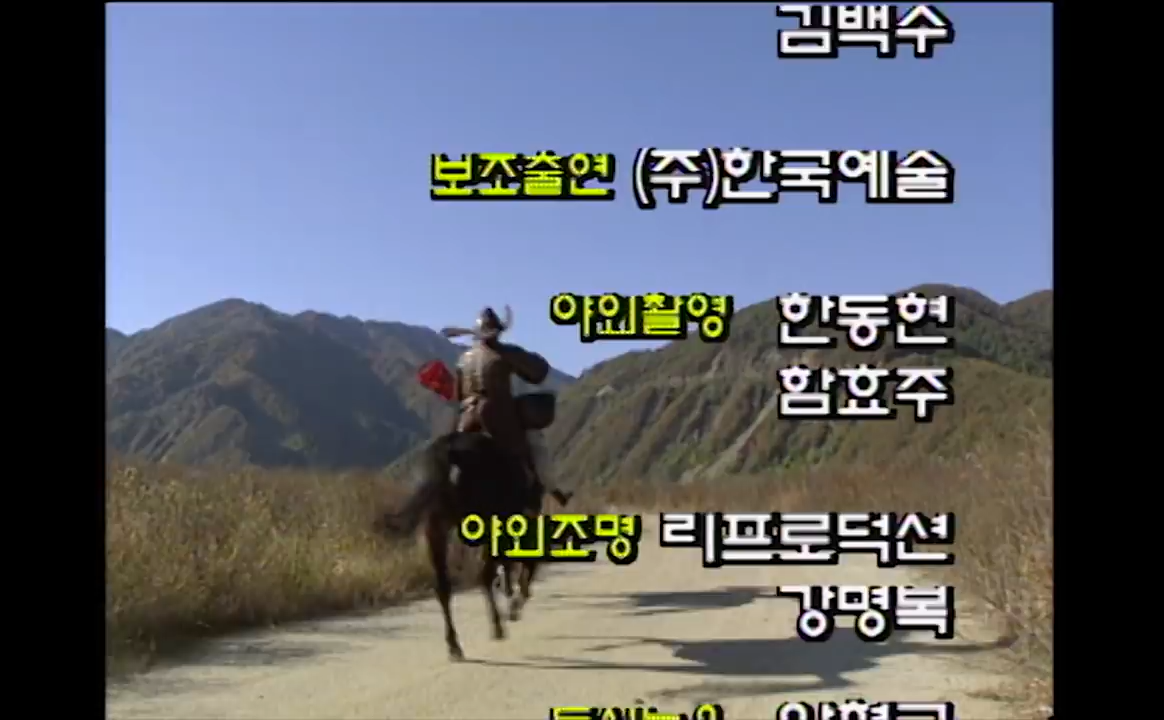 김백수
보조출연 (주)한국예술
야외촬영 한동현
함효주
야외조명 리프로덕션
강명복